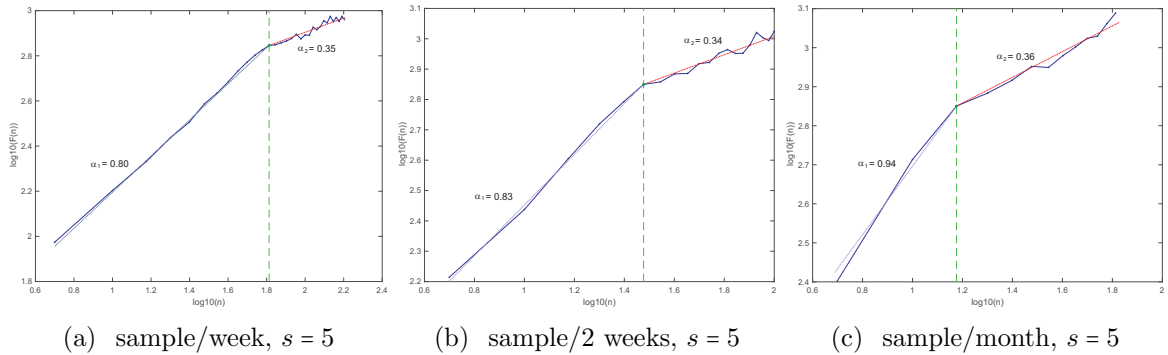 3
2.8
2.6
2.4
2.2
2
1.8
log10(F(n))
α1 = 0.80
α2 = 0.35
0.6 0.8 1 1.2 1.4 1.6 1.8 2 2.2 2.4
log10(n)
(a) sample/week, s = 5
3.1
3
2.9
2.8
2.7
2.6
2.5
2.4
2.3
2.2
log10(F(n))
α1 = 0.83
α2 = 0.34
0.6 0.8 1 1.2 1.4 1.6 1.8 2
log10(n)
(b) sample/2 weeks, s = 5
3.1
3
2.9
2.8
2.7
2.6
2.5
2.4
log10(F(n))
α1 = 0.94
α2 = 0.36
0.6 0.8 1 1.2 1.4 1.6 1.8 2
log10(n)
(c) sample/month, s = 5